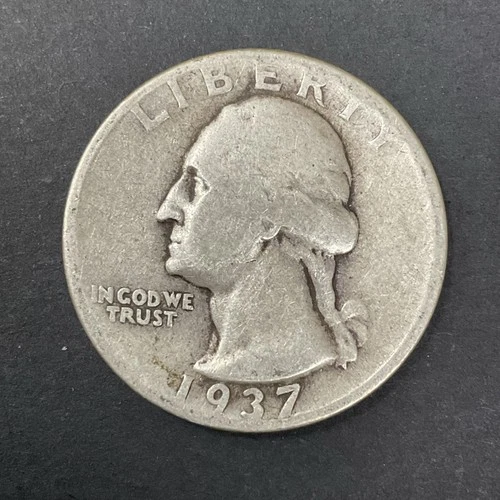 LIBERTY
IN GOD WE
TRUST
1937